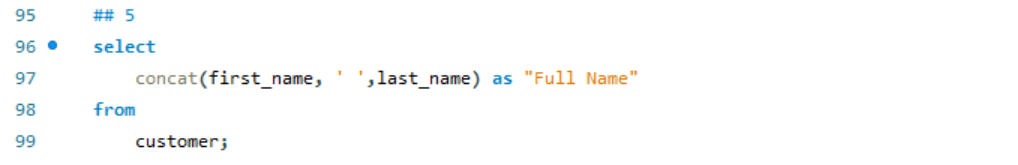 95 ## 5
96 select
97 concat(first_name, ' ',last_name) as "Full Name"
98 from
99 customer;